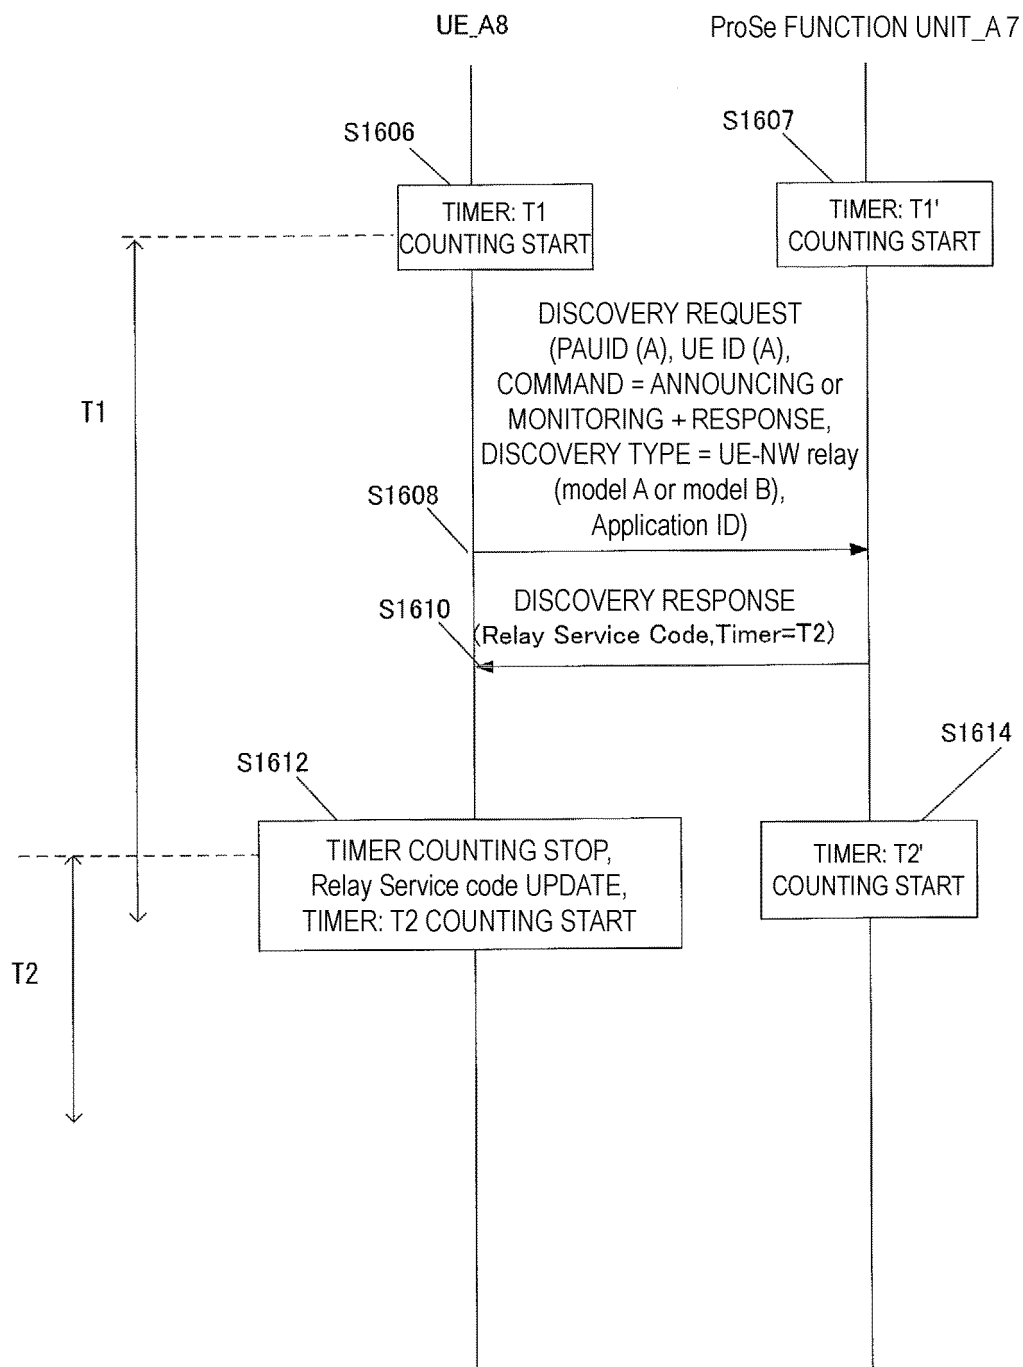 UE_A8
ProSe FUNCTION UNIT_A 7
S1606
S1607
TIMER: T1
COUNTING START
TIMER: T1'
COUNTING START
DISCOVERY REQUEST
(PAUID (A), UE ID (A),
COMMAND = ANNOUNCING or
MONITORING + RESPONSE,
DISCOVERY TYPE = UE-NW relay
(model A or model B),
Application ID)
T1
S1608
S1610
DISCOVERY RESPONSE
(Relay Service Code,Timer=T2)
S1612
S1614
TIMER COUNTING STOP,
Relay Service code UPDATE,
TIMER: T2 COUNTING START
TIMER: T2'
COUNTING START
T2